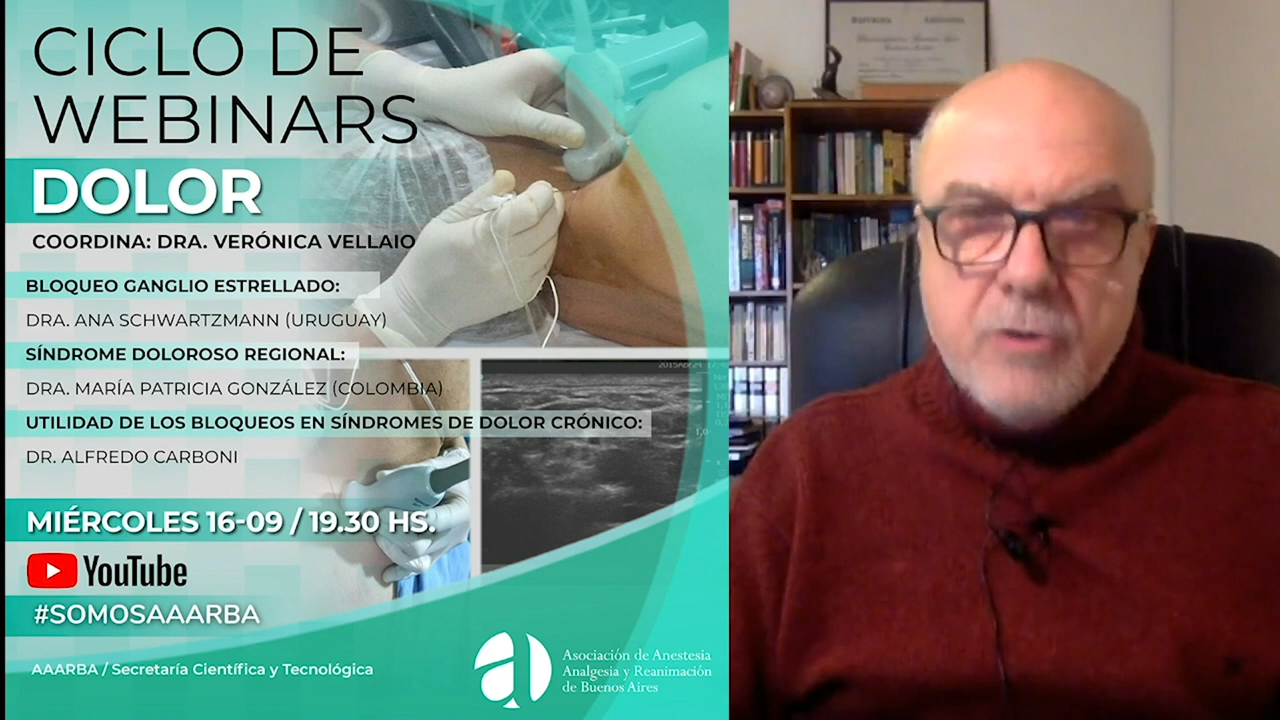 CICLO DE
WEBINARS
DOLOR
COORDINA: DRA. VERÓNICA VELLAIO
BLOQUEO GANGLIO ESTRELLADO:
DRA. ANA SCHWARTZMANN (URUGUAY)
SÍNDROME DOLOROSO REGIONAL:
DRA. MARÍA PATRICIA GONZÁLEZ (COLOMBIA)
UTILIDAD DE LOS BLOQUEOS EN SÍNDROMES DE DOLOR CRÓNICO:
DR. ALFREDO CARBONI
MIÉRCOLES 16-09 / 19.30 HS.
YouTube
#SOMOSAAARBA
AAARBA / Secretaría Científica y Tecnológica
Asociación de Anestesia
Analgesia y Reanimación
de Buenos Aires